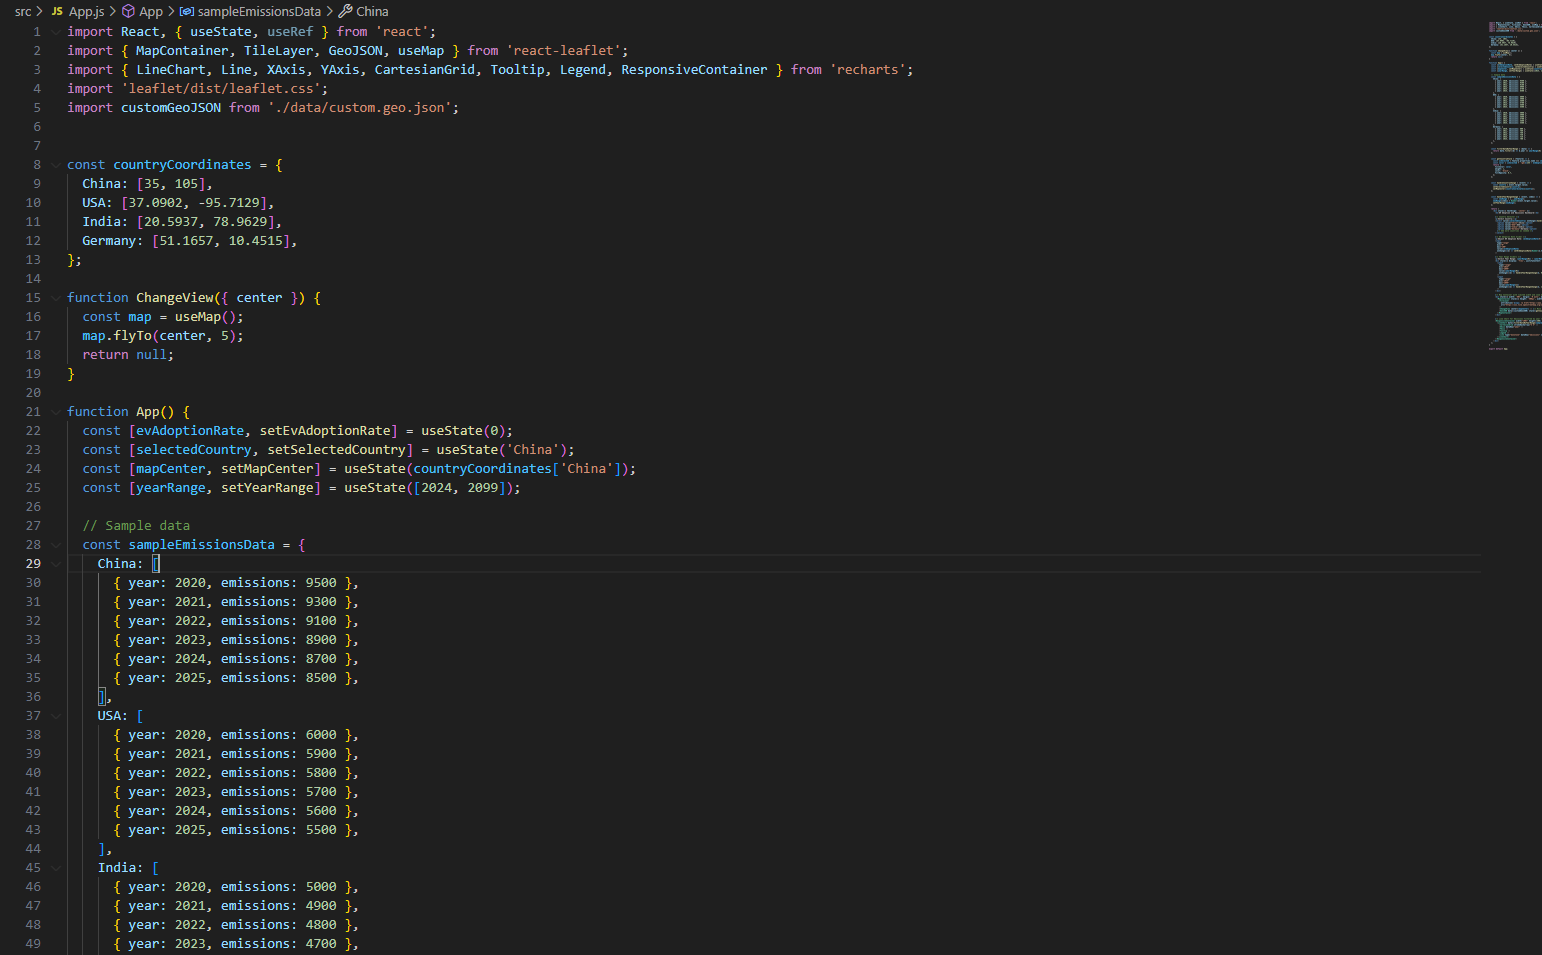 src > JS App.js > App > sampleEmissionsData > China
1 import React, { useState, useRef } from 'react';
2 import { MapContainer, TileLayer, GeoJSON, useMap } from 'react-leaflet';
3 import { LineChart, Line, XAxis, YAxis, CartesianGrid, Tooltip, Legend, ResponsiveContainer } from 'recharts';
4 import 'leaflet/dist/leaflet.css';
5 import customGeoJSON from './data/custom.geo.json';
6
7
8 const countryCoordinates = {
9   China: [35, 105],
10   USA: [37.0902, -95.7129],
11   India: [20.5937, 78.9629],
12   Germany: [51.1657, 10.4515],
13 };
14
15 function ChangeView({ center }) {
16   const map = useMap();
17   map.flyTo(center, 5);
18   return null;
19 }
20
21 function App() {
22   const [evAdoptionRate, setEvAdoptionRate] = useState(0);
23   const [selectedCountry, setSelectedCountry] = useState('China');
24   const [mapCenter, setMapCenter] = useState(countryCoordinates['China']);
25   const [yearRange, setYearRange] = useState([2024, 2099]);
26
27   // Sample data
28   const sampleEmissionsData = {
29     China: [
30       { year: 2020, emissions: 9500 },
31       { year: 2021, emissions: 9300 },
32       { year: 2022, emissions: 9100 },
33       { year: 2023, emissions: 8900 },
34       { year: 2024, emissions: 8700 },
35       { year: 2025, emissions: 8500 },
36     ],
37     USA: [
38       { year: 2020, emissions: 6000 },
39       { year: 2021, emissions: 5900 },
40       { year: 2022, emissions: 5800 },
41       { year: 2023, emissions: 5700 },
42       { year: 2024, emissions: 5600 },
43       { year: 2025, emissions: 5500 },
44     ],
45     India: [
46       { year: 2020, emissions: 5000 },
47       { year: 2021, emissions: 4900 },
48       { year: 2022, emissions: 4800 },
49       { year: 2023, emissions: 4700 },